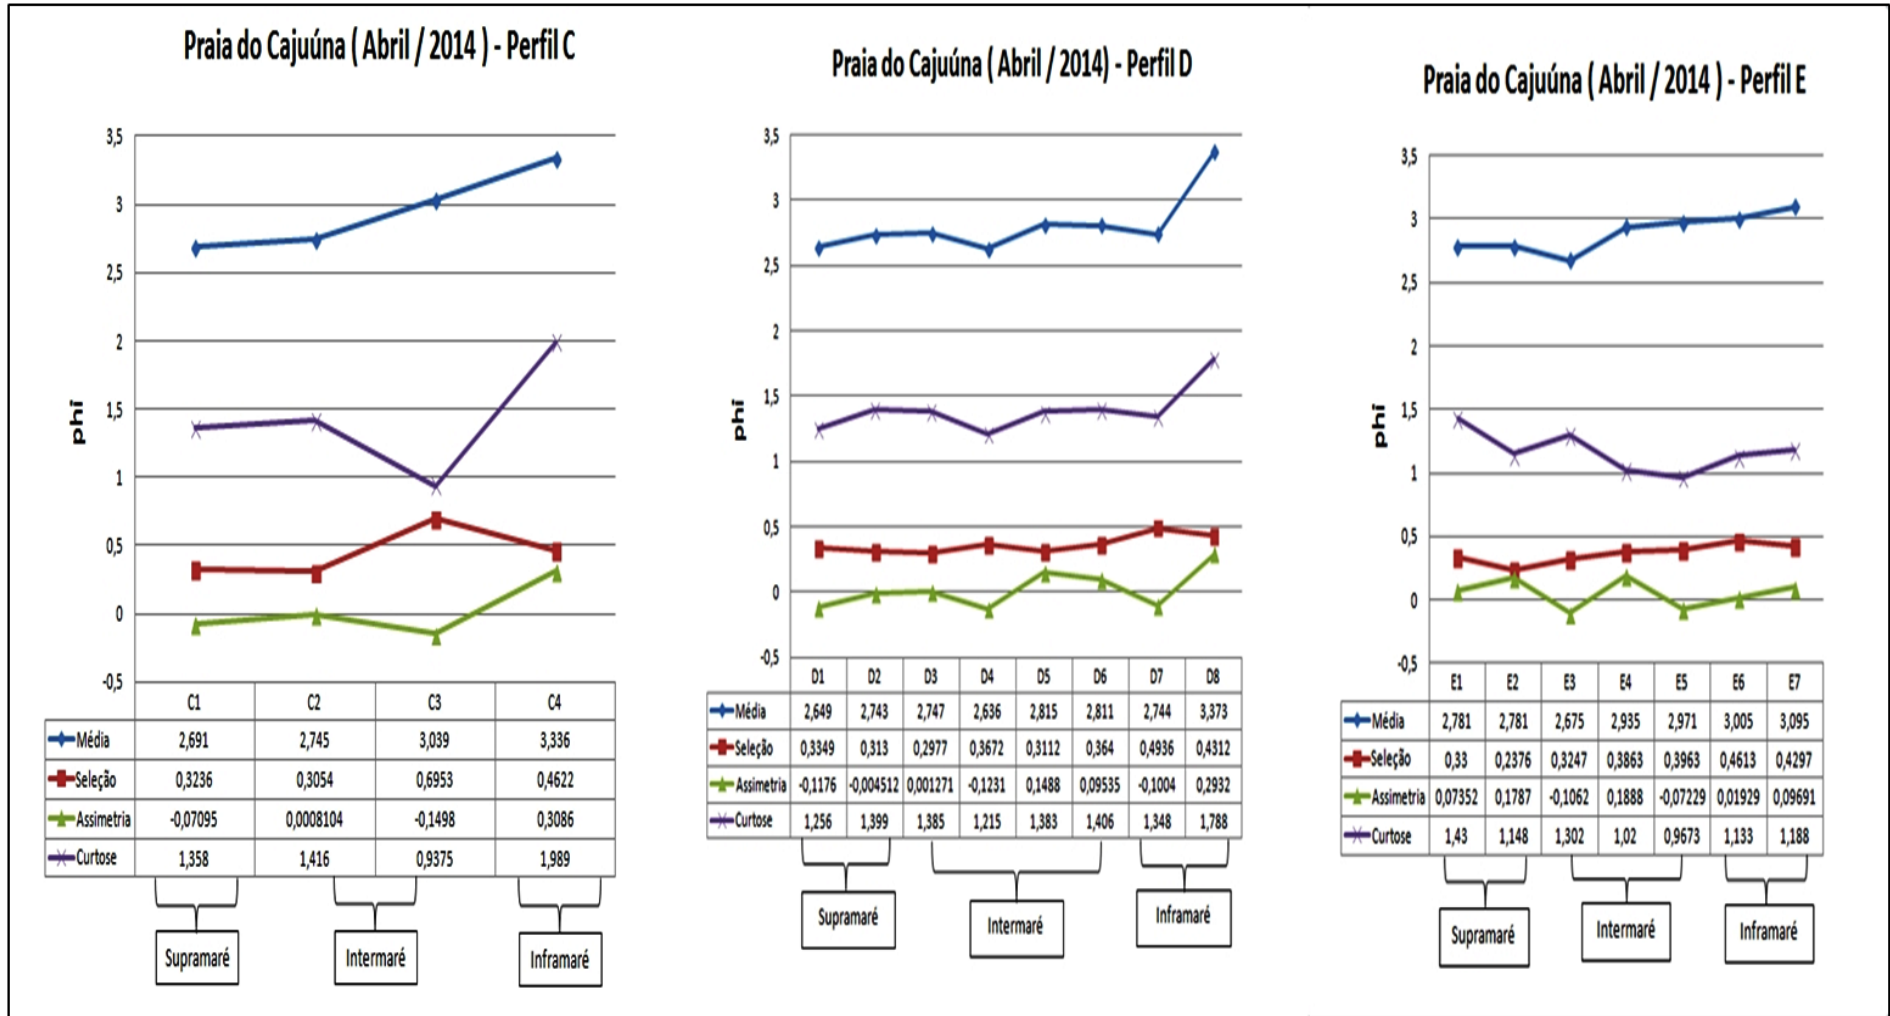 Praia do Cajuúna ( Abril / 2014 ) - Perfil C
phi
3,5
3
2,5
2
1,5
1
0,5
0
-0,5
C1 C2 C3 C4
Média 2,691 2,745 3,039 3,336
Seleção 0,3236 0,3054 0,6953 0,4622
Assimetria -0,07095 0,0008104 -0,1498 0,3086
Curtose 1,358 1,416 0,9375 1,989
Supramaré Intermaré Inframaré
Praia do Cajuúna ( Abril / 2014) - Perfil D
phi
3,5
3
2,5
2
1,5
1
0,5
0
-0,5
D1 D2 D3 D4 D5 D6 D7 D8
Média 2,649 2,743 2,747 2,636 2,815 2,811 2,744 3,373
Seleção 0,3349 0,313 0,2977 0,3672 0,3112 0,364 0,4936 0,4312
Assimetria -0,1176 -0,004512 0,001271 -0,1231 0,1488 0,09535 -0,1004 0,2932
Curtose 1,256 1,399 1,385 1,215 1,383 1,406 1,348 1,788
Supramaré Intermaré Inframaré
Praia do Cajuúna ( Abril / 2014 ) - Perfil E
phi
3,5
3
2,5
2
1,5
1
0,5
0
-0,5
E1 E2 E3 E4 E5 E6 E7
Média 2,781 2,781 2,675 2,935 2,971 3,005 3,095
Seleção 0,33 0,2376 0,3247 0,3863 0,3963 0,4613 0,4297
Assimetria 0,07352 0,1787 -0,1062 0,1888 -0,07229 0,01929 0,09691
Curtose 1,43 1,148 1,302 1,02 0,9673 1,133 1,188
Supramaré Intermaré Inframaré